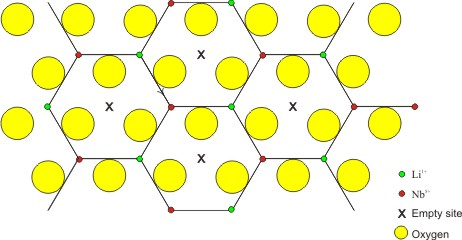 X
X X
X
Li¹⁺
Nb⁵⁺
X Empty site
Oxygen